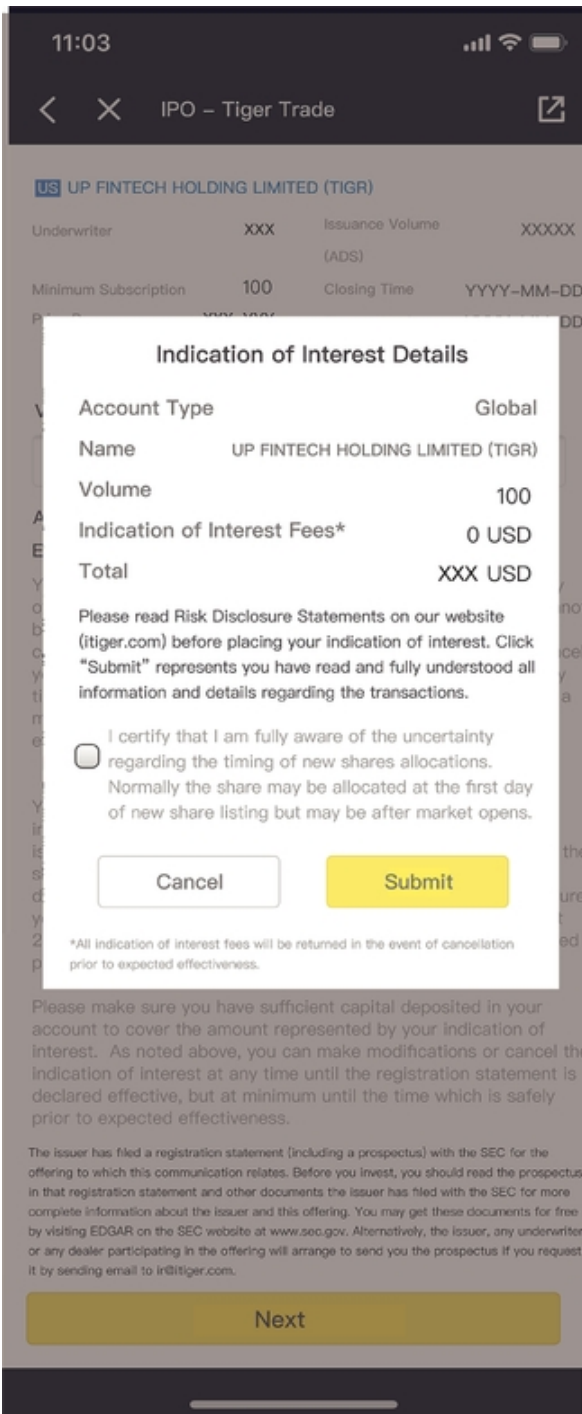 11:03
IPO – Tiger Trade
US UP FINTECH HOLDING LIMITED (TIGR)
Underwriter XXX Issuance Volume (ADS) XXXXX
Minimum Subscription 100 Closing Time YYYY-MM-DD
Indication of Interest Details
Account Type Global
Name UP FINTECH HOLDING LIMITED (TIGR)
Volume 100
Indication of Interest Fees* 0 USD
Total XXX USD
Please read Risk Disclosure Statements on our website
(itiger.com) before placing your indication of interest. Click
“Submit” represents you have read and fully understood all
information and details regarding the transactions.
I certify that I am fully aware of the uncertainty
regarding the timing of new shares allocations.
Normally the share may be allocated at the first day
of new share listing but may be after market opens.
Cancel Submit
*All indication of interest fees will be returned in the event of cancellation
prior to expected effectiveness.
Please make sure you have sufficient capital deposited in your
account to cover the amount represented by your indication of
interest. As noted above, you can make modifications or cancel the
indication of interest at any time until the registration statement is
declared effective, but at minimum until the time which is safely
prior to expected effectiveness.
The issuer has filed a registration statement (including a prospectus) with the SEC for the
offering to which this communication relates. Before you invest, you should read the prospectus
in that registration statement and other documents the issuer has filed with the SEC for more
complete information about the issuer and this offering. You may get these documents for free
by visiting EDGAR on the SEC website at www.sec.gov. Alternatively, the issuer, any underwriter
or any dealer participating in the offering will arrange to send you the prospectus if you request
it by sending email to ir@itiger.com.
Next